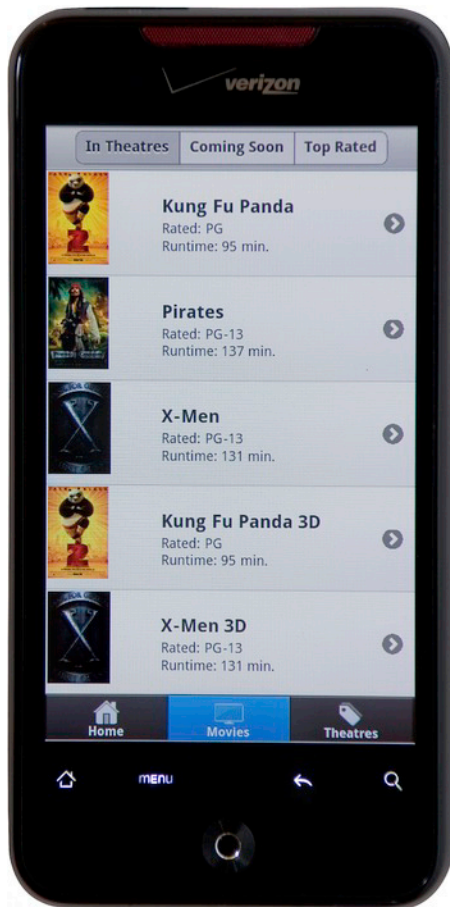 verizon
In Theatres Coming Soon Top Rated
Kung Fu Panda
Rated: PG
Runtime: 95 min.
2
Pirates
Rated: PG-13
Runtime: 137 min.
X-Men
Rated: PG-13
Runtime: 131 min.
Kung Fu Panda 3D
Rated: PG
Runtime: 95 min.
2
X-Men 3D
Rated: PG-13
Runtime: 131 min.
Home Movies Theatres
mENU